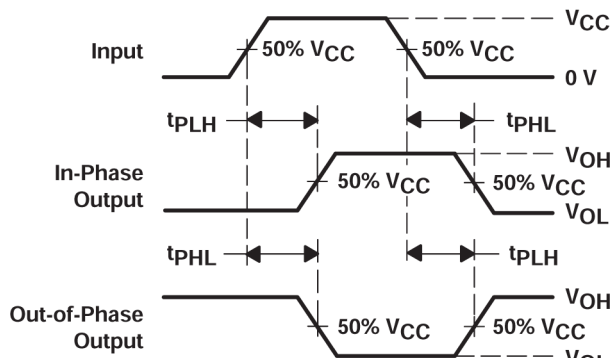 VCC
Input 50% VCC 50% VCC
0 V
tPLH tPHL
VOH
In-Phase Output 50% VCC 50% VCC
VOL
tPHL tPLH
VOH
Out-of-Phase Output 50% VCC 50% VCC